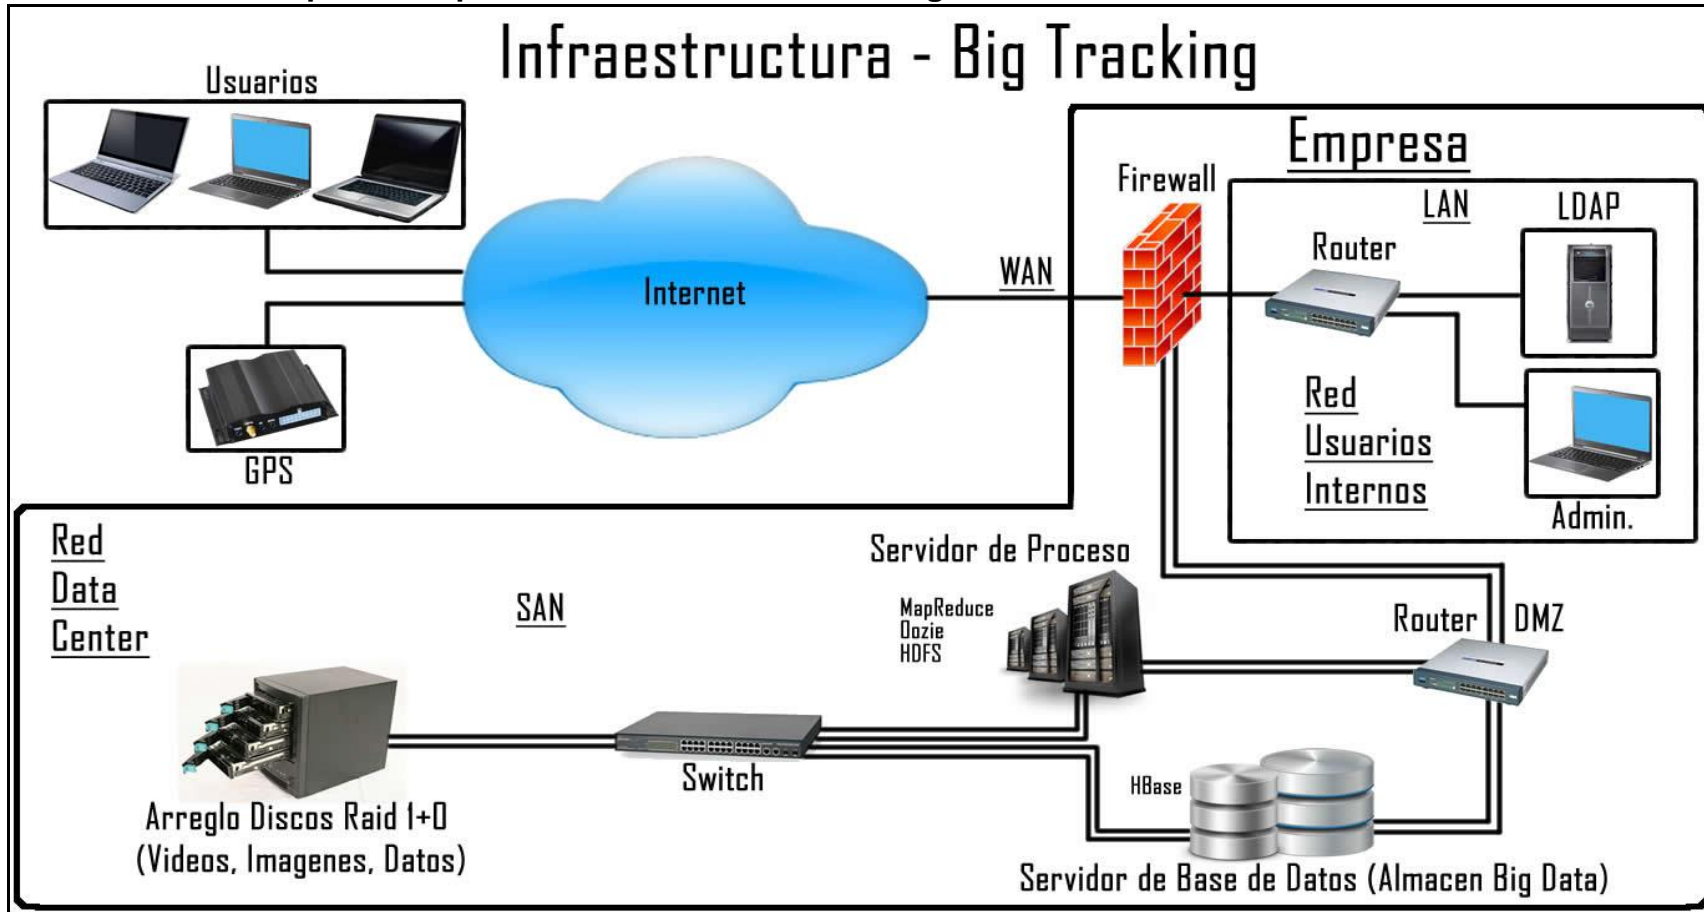 Infraestructura - Big Tracking
Usuarios
Internet
GPS
WAN
Empresa
Firewall
LAN
LDAP
Router
Red
Usuarios
Internos
Admin.
Red
Data
Center
SAN
Servidor de Proceso
MapReduce
Oozie
HDFS
Router
DMZ
Switch
HBase
Arreglo Discos Raid 1+0
(Videos, Imagenes, Datos)
Servidor de Base de Datos (Almacen Big Data)